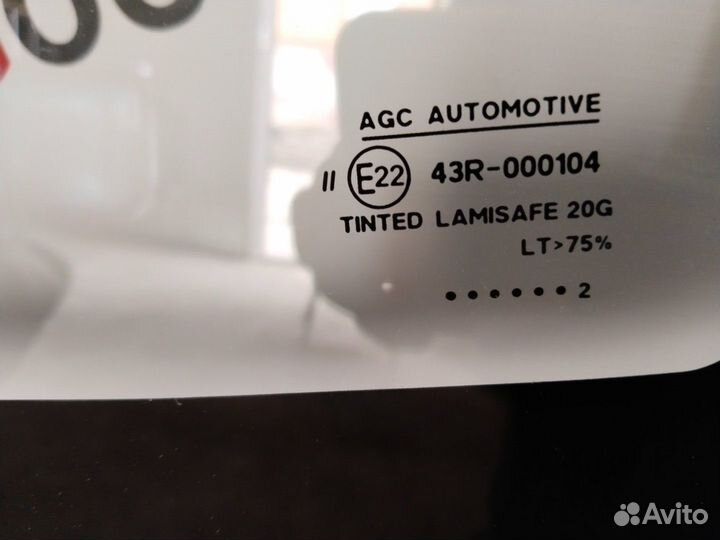 AGC AUTOMOTIVE
II E22 43R-000104
TINTED LAMISAFE 20G
LT>75%
••••••2
Avito